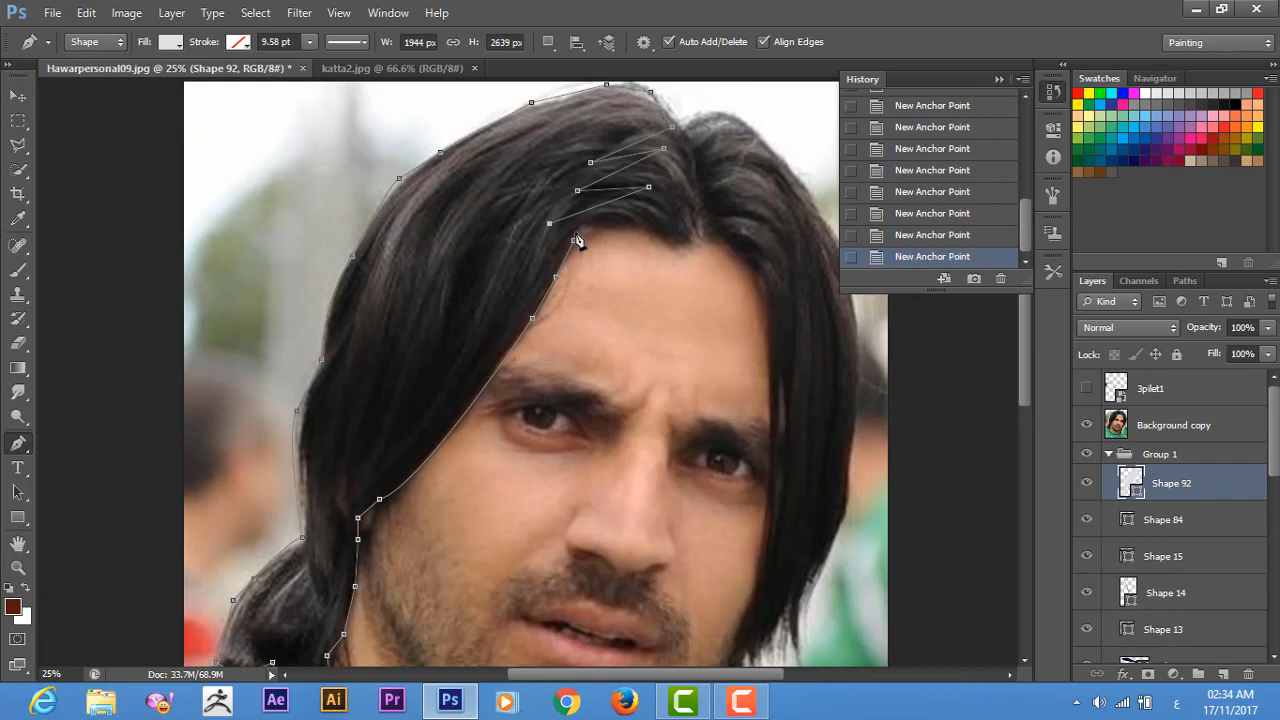 Ps File Edit Image Layer Type Select Filter View Window Help
Shape Fill: Stroke: 9.58 pt W: 1944 px H: 2639 px Auto Add/Delete Align Edges Painting
Hawarpersonal09.jpg @ 25% (Shape 92, RGB/8#) * × katta2.jpg @ 66.6% (RGB/8#) ×
History
New Anchor Point
New Anchor Point
New Anchor Point
New Anchor Point
New Anchor Point
New Anchor Point
New Anchor Point
New Anchor Point
Swatches Navigator
Layers Channels Paths
Kind
Normal Opacity: 100%
Lock: Fill: 100%
3pilet1
Background copy
Group 1
Shape 92
Shape 84
Shape 15
Shape 14
Shape 13
25% Doc: 33.7M/68.9M
Ae Ai Pr Ps
02:34 AM
17/11/2017